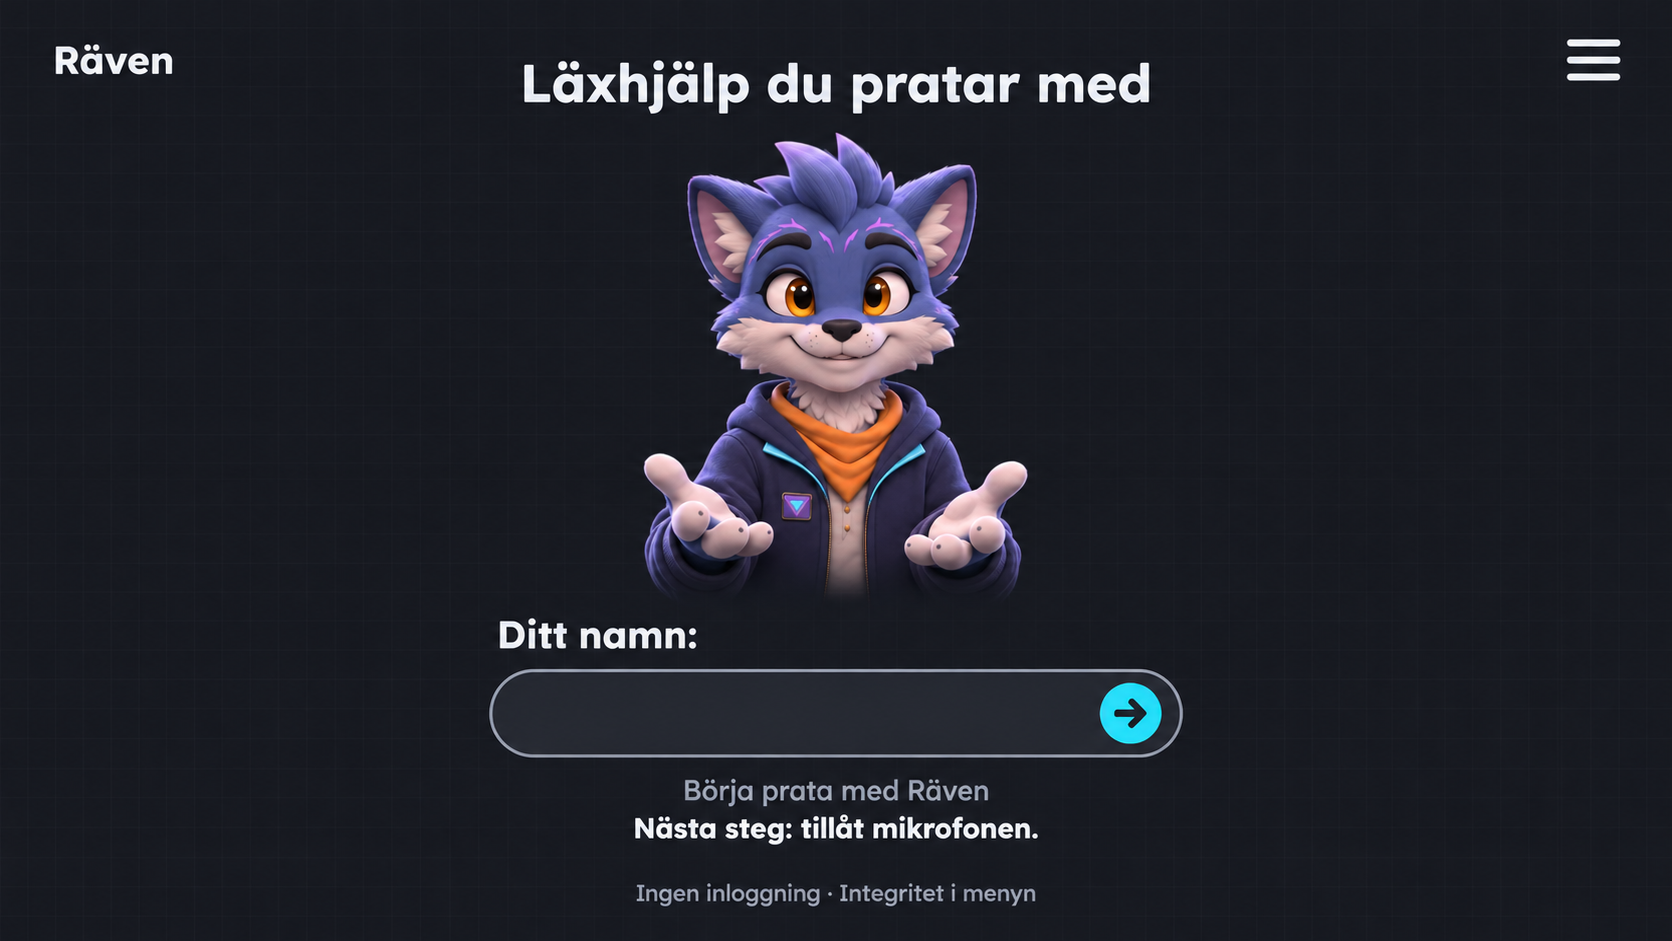 Räven
Läxhjälp du pratar med
Ditt namn:
Börja prata med Räven
Nästa steg: tillåt mikrofonen.
Ingen inloggning · Integritet i menyn